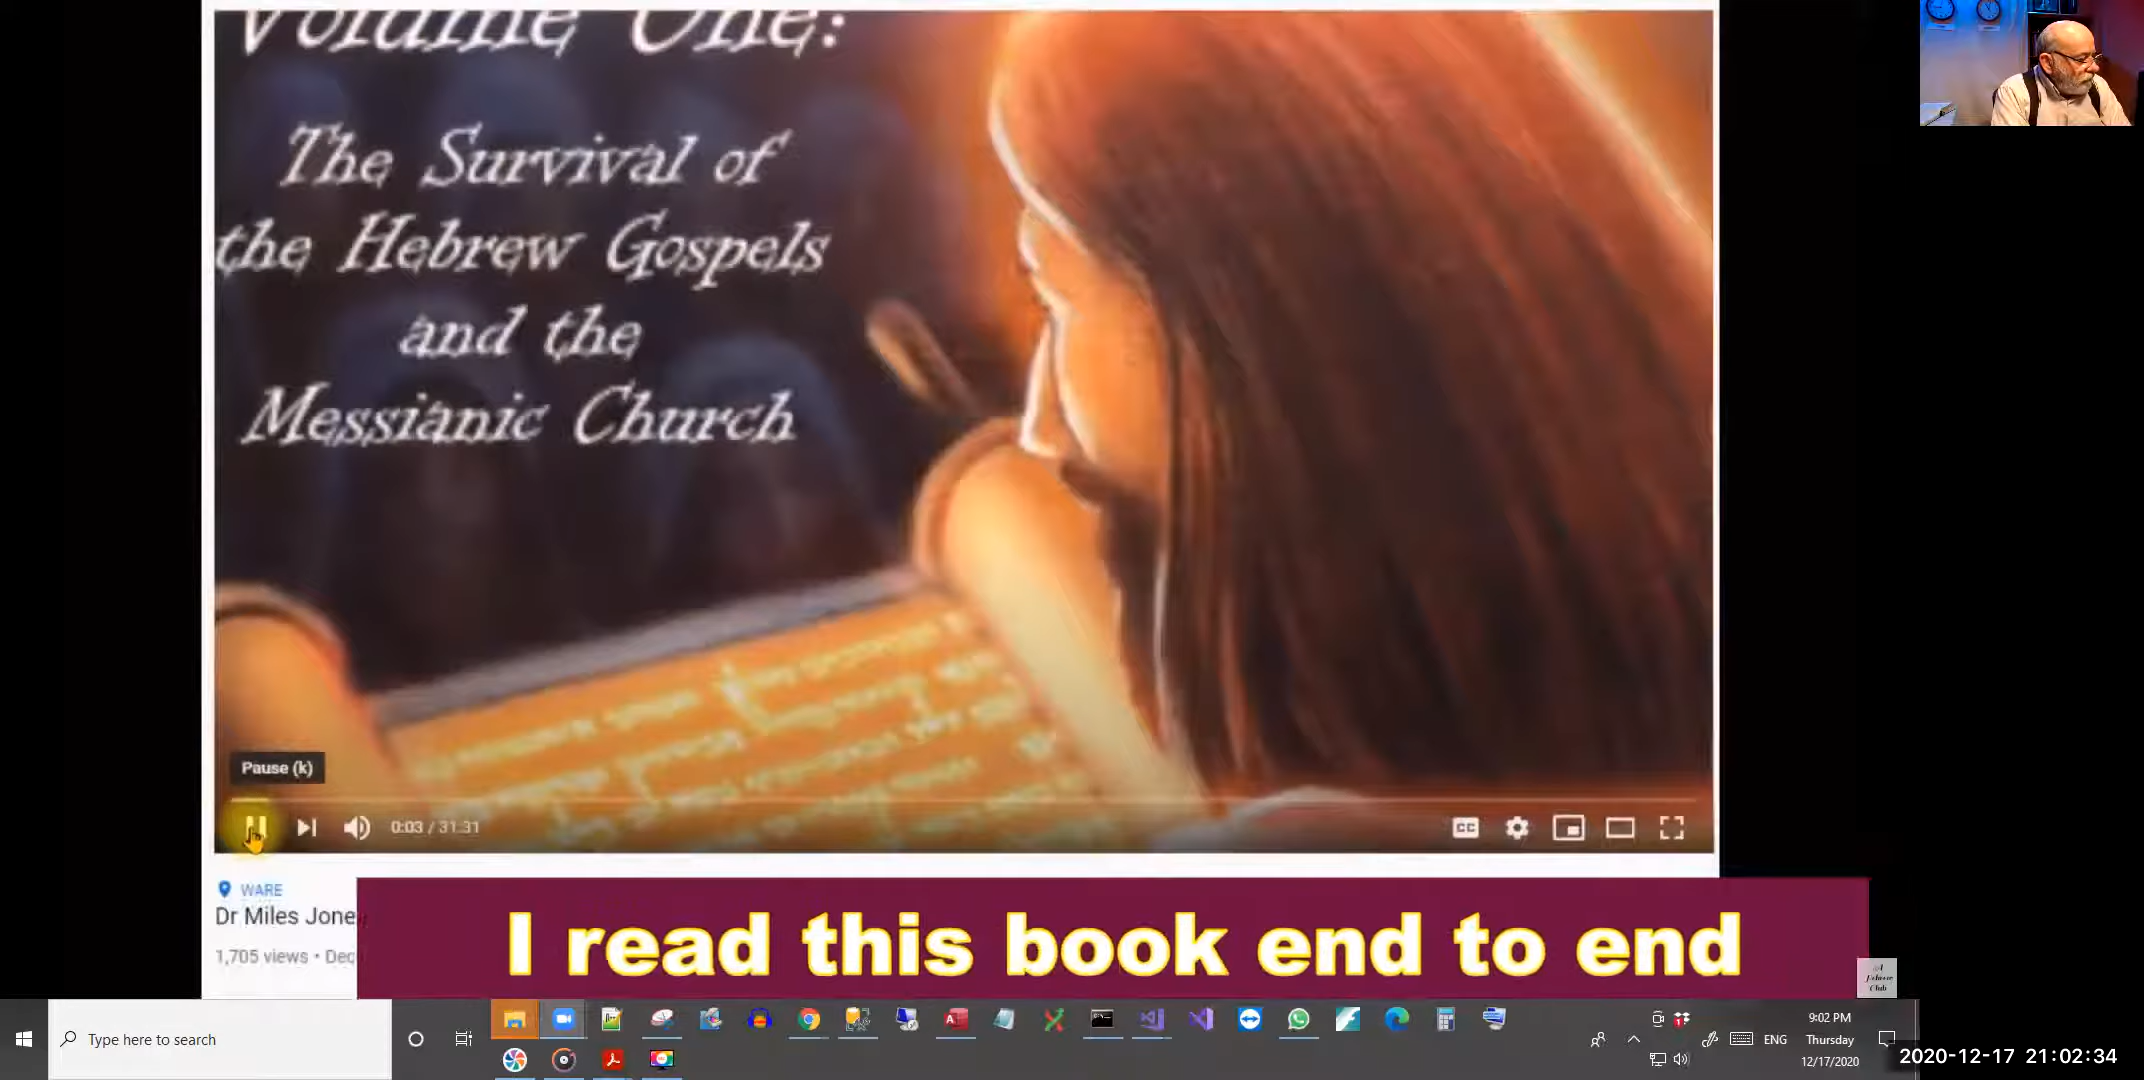 Volume One:
The Survival of
the Hebrew Gospels
and the
Messianic Church
Pause (k)
0:03 / 31:31
WARE
Dr Miles Jone
1,705 views • Dec
I read this book end to end
A
Hebrew
Club
Type here to search
ENG
9:02 PM
Thursday
12/17/2020
2020-12-17 21:02:34